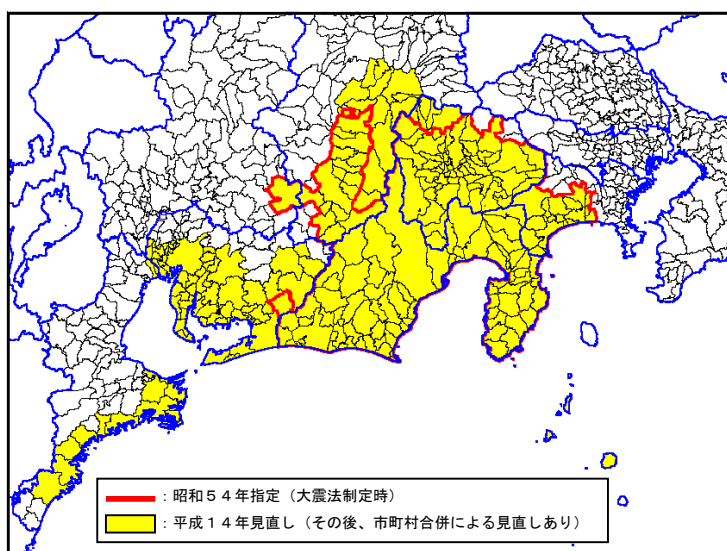 ：昭和５４年指定（大震法制定時）
：平成１４年見直し（その後、市町村合併による見直しあり）